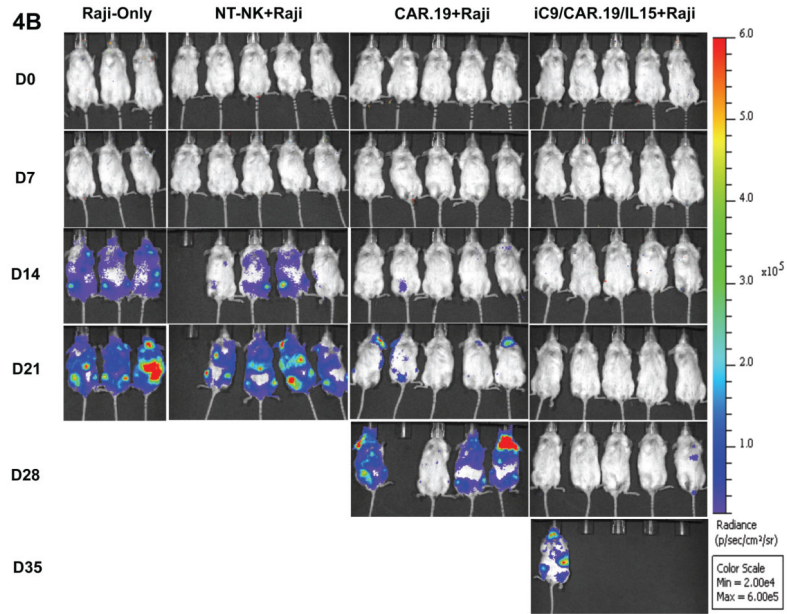 4B
Raji-Only
NT-NK+Raji
CAR.19+Raji
iC9/CAR.19/IL15+Raji
D0
D7
D14
D21
D28
D35
6.0
5.0
4.0
3.0
x10⁵
2.0
1.0
Radiance
(p/sec/cm²/sr)
Color Scale
Min = 2.00e4
Max = 6.00e5